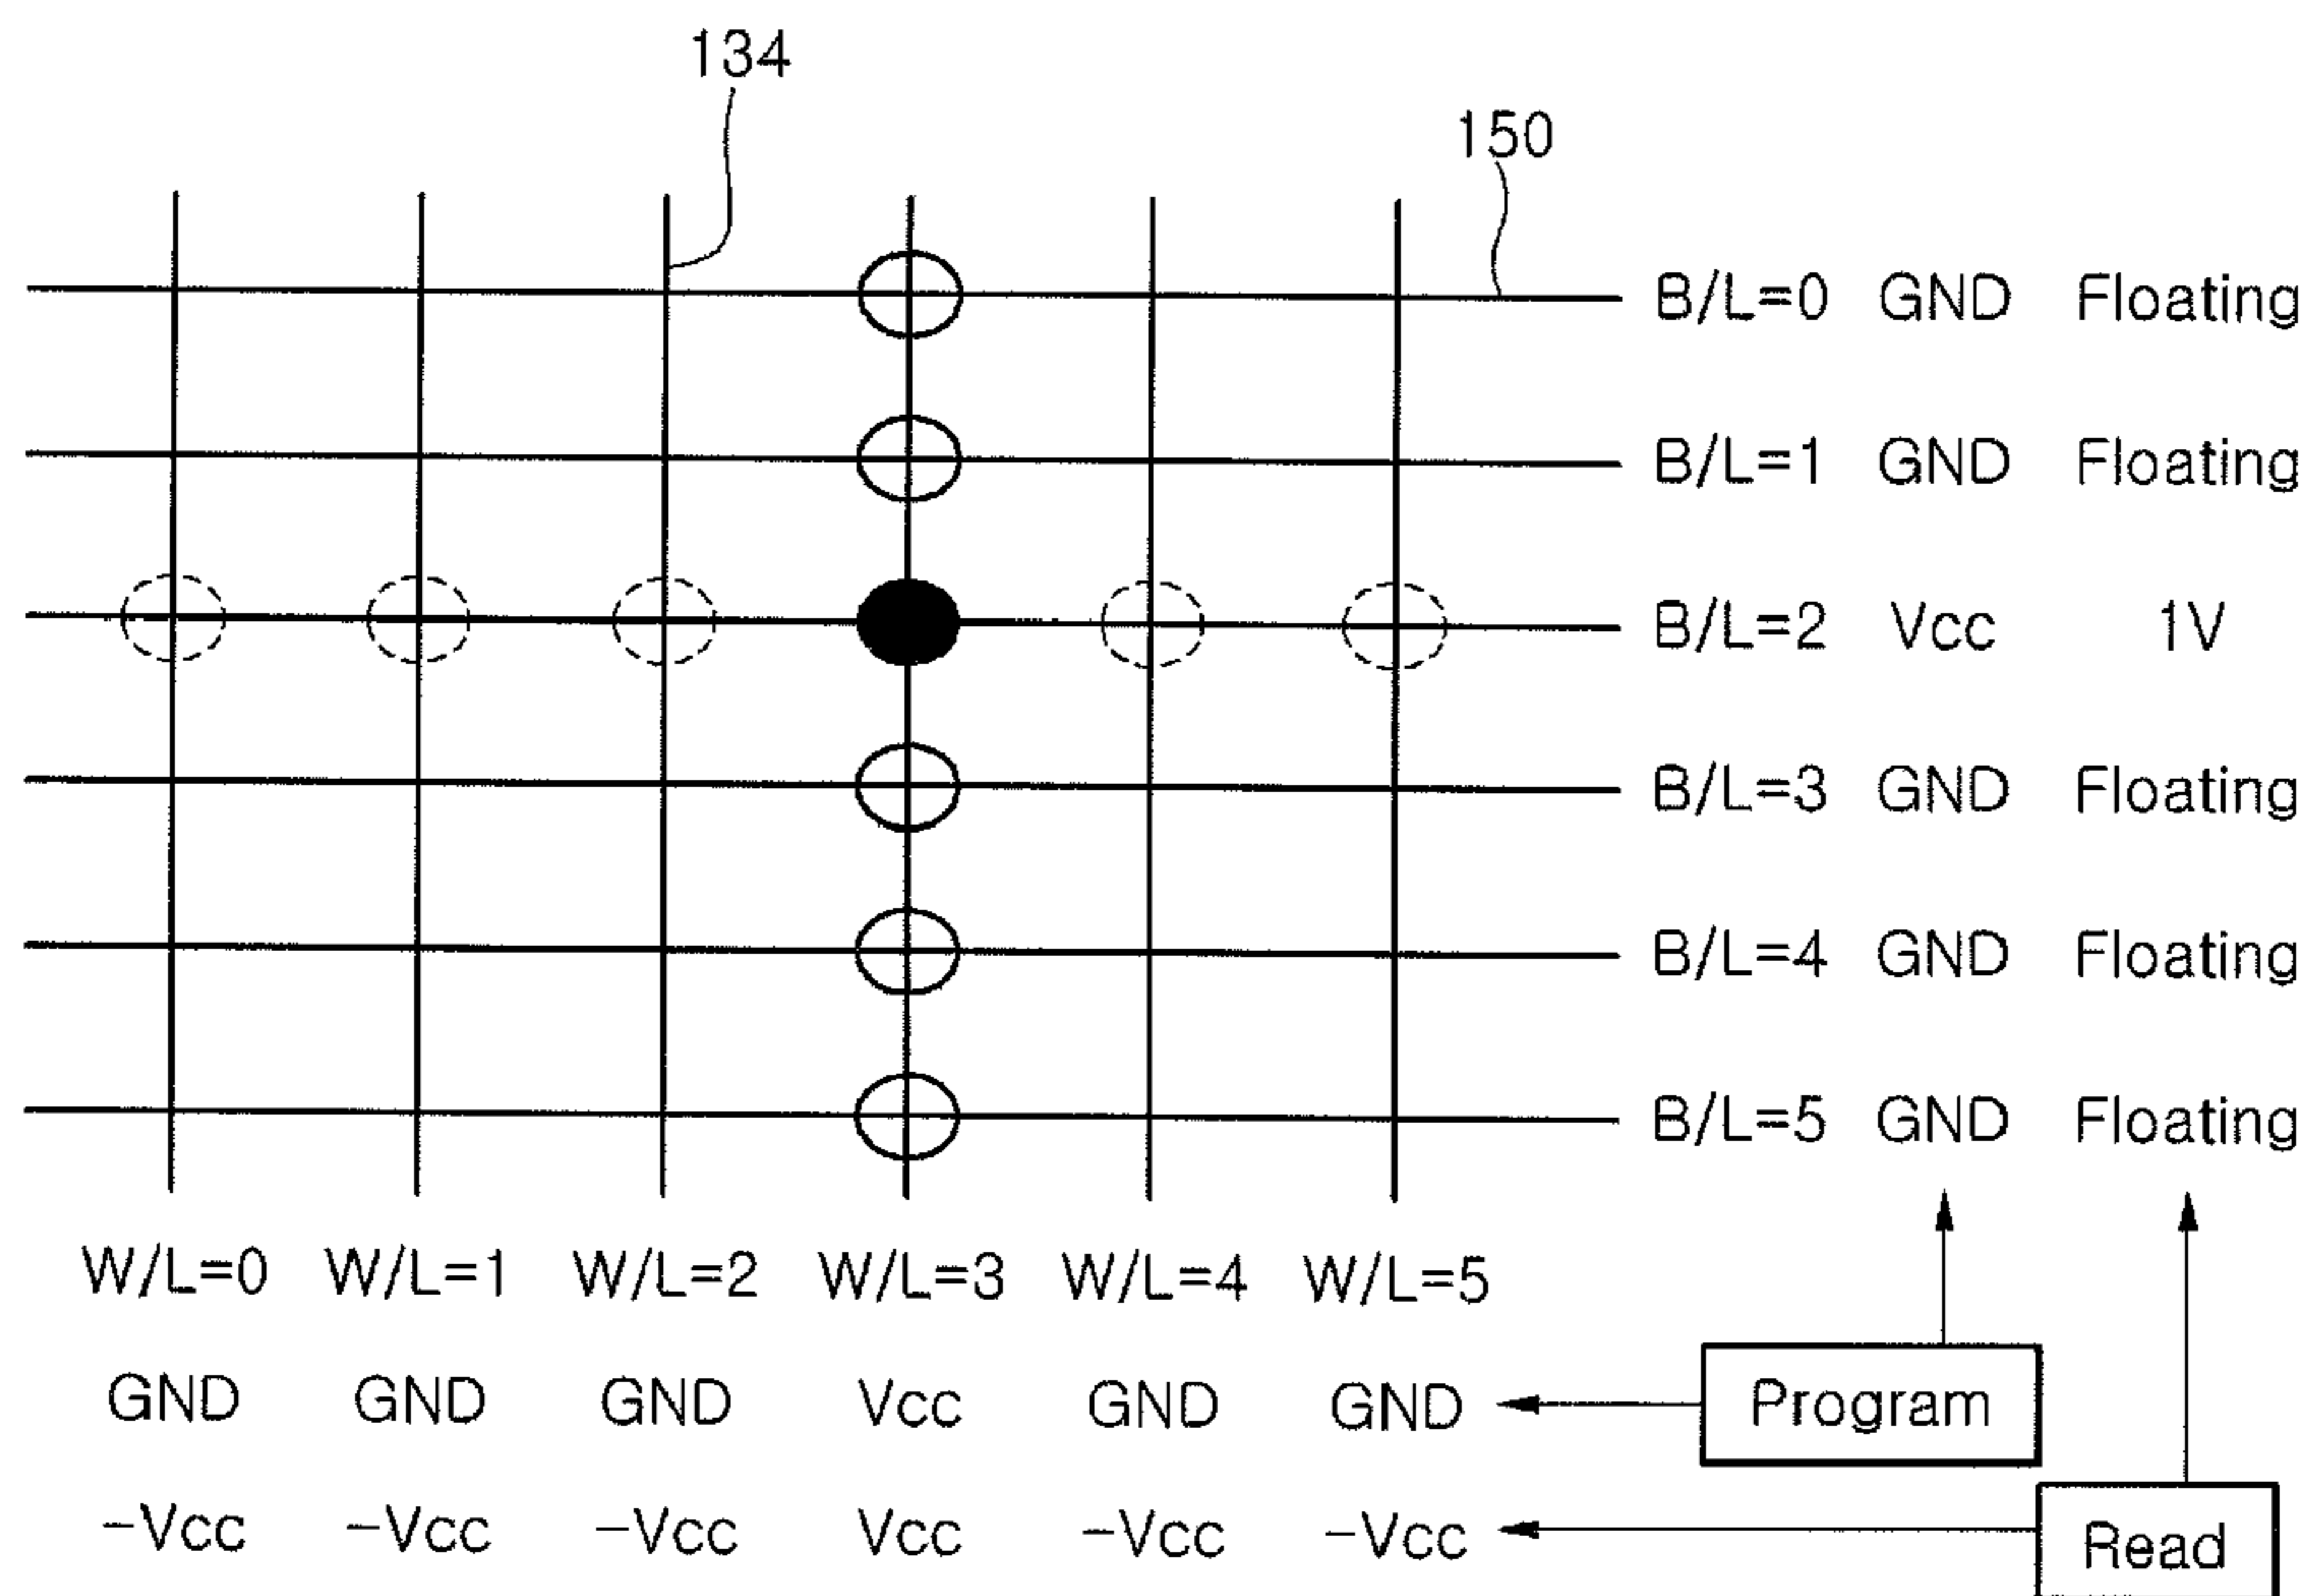 134
150
B/L=0 GND Floating
B/L=1 GND Floating
B/L=2 Vcc 1V
B/L=3 GND Floating
B/L=4 GND Floating
B/L=5 GND Floating
W/L=0 W/L=1 W/L=2 W/L=3 W/L=4 W/L=5
GND GND GND Vcc GND GND Program
-Vcc -Vcc -Vcc Vcc -Vcc -Vcc Read